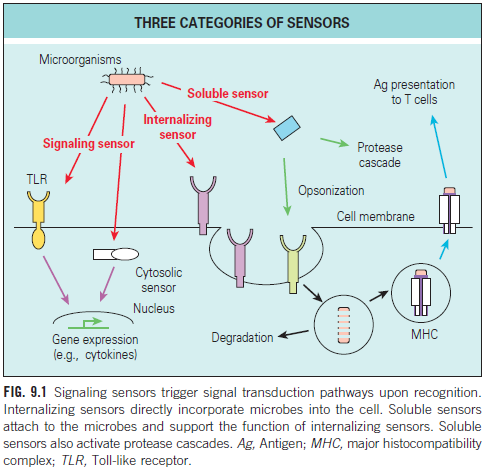 THREE CATEGORIES OF SENSORS
Microorganisms
Soluble sensor
Ag presentation
to T cells
Internalizing
sensor
Signaling sensor
Protease
cascade
TLR
Opsonization
Cell membrane
Cytosolic
sensor
Nucleus
Gene expression
(e.g., cytokines)
Degradation
MHC
FIG. 9.1 Signaling sensors trigger signal transduction pathways upon recognition.
Internalizing sensors directly incorporate microbes into the cell. Soluble sensors
attach to the microbes and support the function of internalizing sensors. Soluble
sensors also activate protease cascades. Ag, Antigen; MHC, major histocompatibility
complex; TLR, Toll-like receptor.